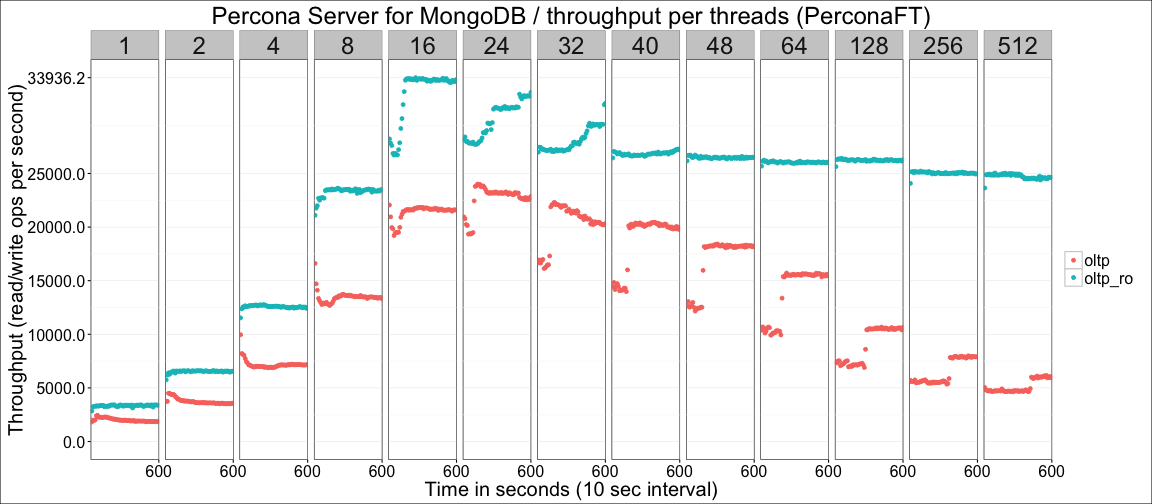 Percona Server for MongoDB / throughput per threads (PerconaFT)
1 2 4 8 16 24 32 40 48 64 128 256 512
Throughput (read/write ops per second)
33936.2
25000.0
20000.0
15000.0
10000.0
5000.0
0.0
oltp
oltp_ro
600 600 600 600 600 600 600 600 600 600 600 600 600
Time in seconds (10 sec interval)